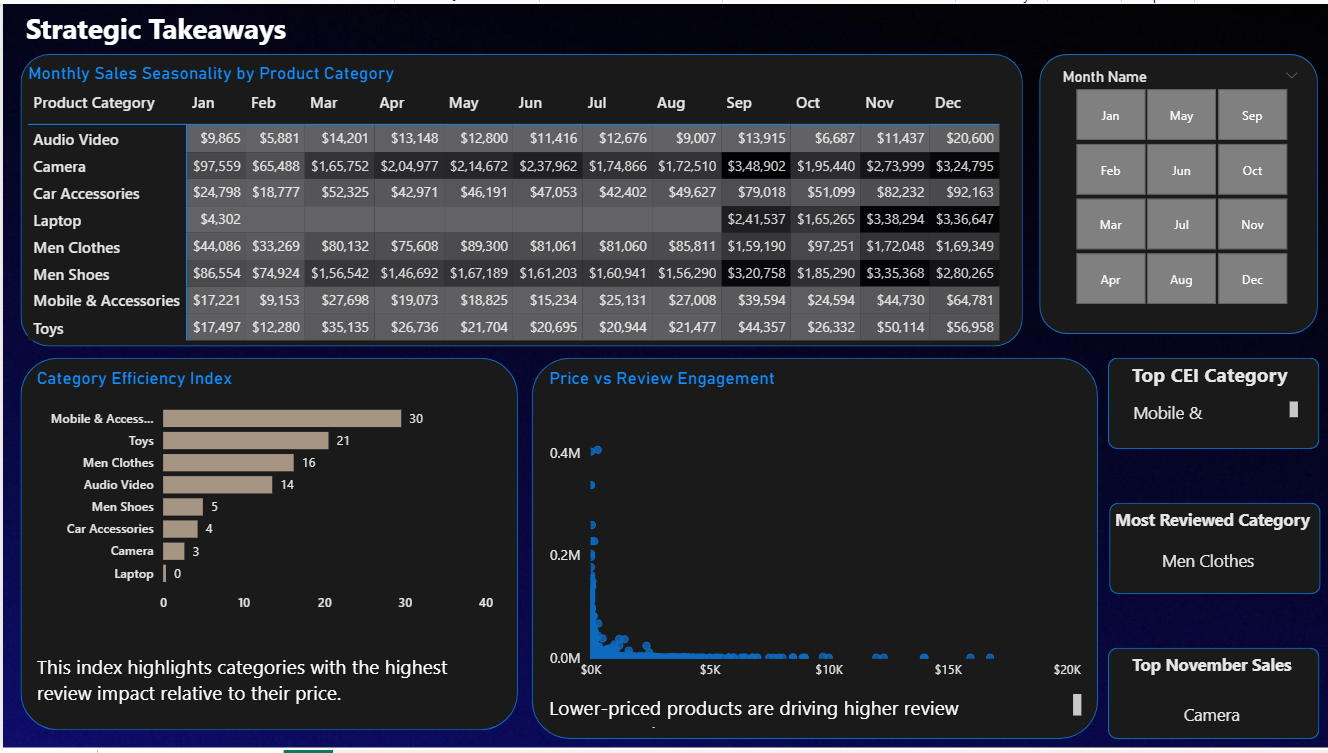 Strategic Takeaways
Monthly Sales Seasonality by Product Category
Product Category Jan Feb Mar Apr May Jun Jul Aug Sep Oct Nov Dec
Audio Video $9,865 $5,881 $14,201 $13,148 $12,800 $11,416 $12,676 $9,007 $13,915 $6,687 $11,437 $20,600
Camera $97,559 $65,488 $1,65,752 $2,04,977 $2,14,672 $2,37,962 $1,74,866 $1,72,510 $3,48,902 $1,95,440 $2,73,999 $3,24,795
Car Accessories $24,798 $18,777 $52,325 $42,971 $46,191 $47,053 $42,402 $49,627 $79,018 $51,099 $82,232 $92,163
Laptop $4,302 $2,41,537 $1,65,265 $3,38,294 $3,36,647
Men Clothes $44,086 $33,269 $80,132 $75,608 $89,300 $81,061 $81,060 $85,811 $1,59,190 $97,251 $1,72,048 $1,69,349
Men Shoes $86,554 $74,924 $1,56,542 $1,46,692 $1,67,189 $1,61,203 $1,60,941 $1,56,290 $3,20,758 $1,85,290 $3,35,368 $2,80,265
Mobile & Accessories $17,221 $9,153 $27,698 $19,073 $18,825 $15,234 $25,131 $27,008 $39,594 $24,594 $44,730 $64,781
Toys $17,497 $12,280 $35,135 $26,736 $21,704 $20,695 $20,944 $21,477 $44,357 $26,332 $50,114 $56,958
Month Name
Jan May Sep
Feb Jun Oct
Mar Jul Nov
Apr Aug Dec
Category Efficiency Index
Mobile & Access... 30
Toys 21
Men Clothes 16
Audio Video 14
Men Shoes 5
Car Accessories 4
Camera 3
Laptop 0
0 10 20 30 40
This index highlights categories with the highest
review impact relative to their price.
Price vs Review Engagement
0.4M
0.2M
0.0M
$0K $5K $10K $15K $20K
Lower-priced products are driving higher review
Top CEI Category
Mobile &
Most Reviewed Category
Men Clothes
Top November Sales
Camera